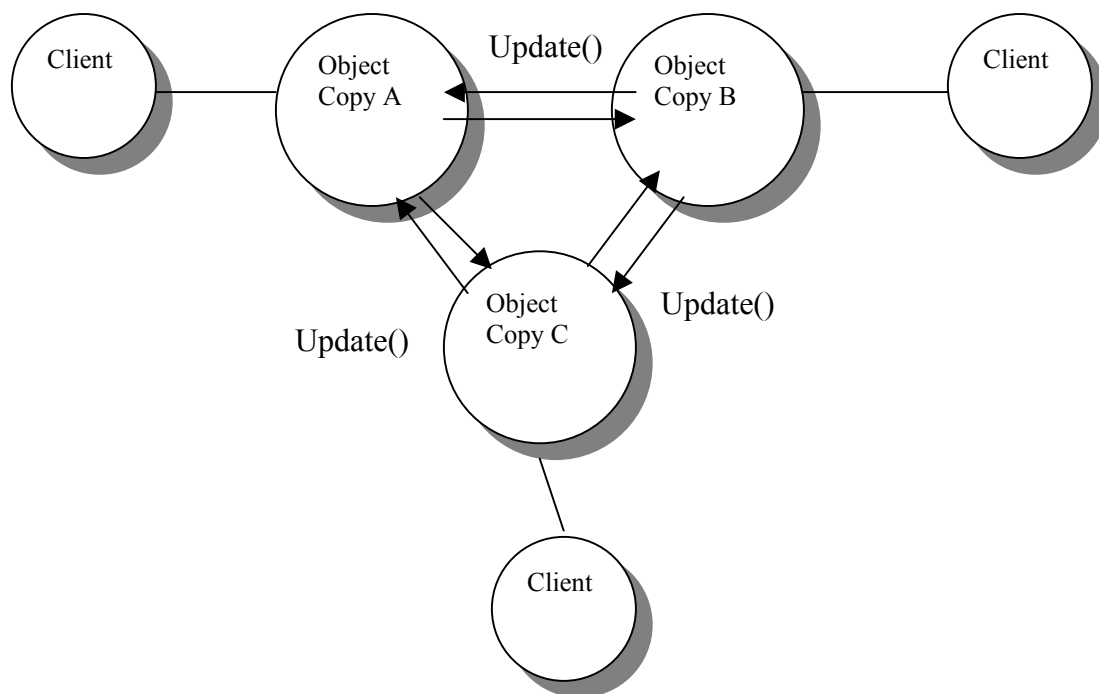 Client
Object
Copy A
Update()
Object
Copy B
Client
Object
Copy C
Update()
Update()
Client